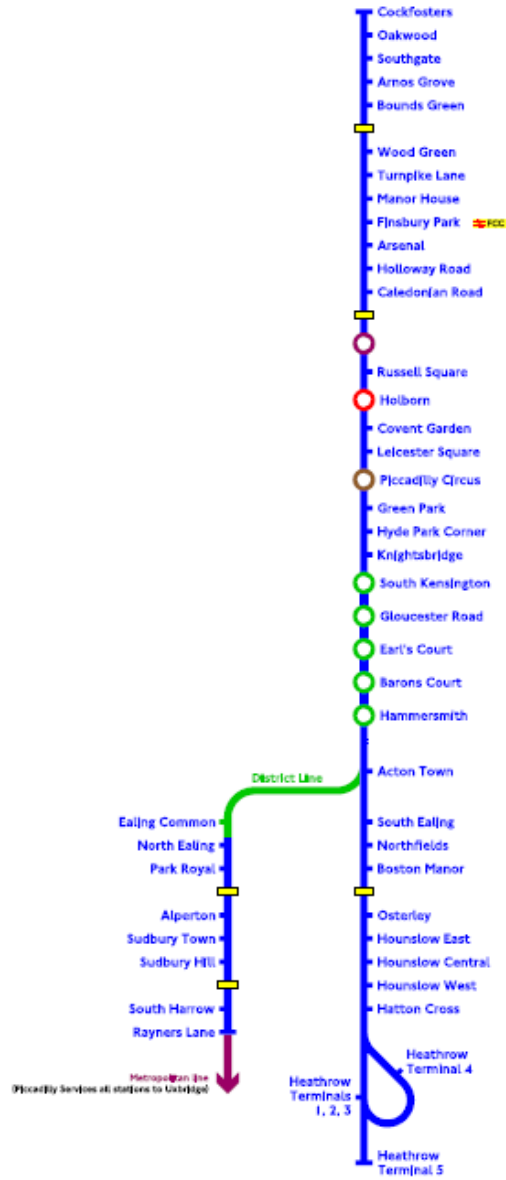 Cockfosters
Oakwood
Southgate
Arnos Grove
Bounds Green
Wood Green
Turnpike Lane
Manor House
Finsbury Park FCC
Arsenal
Holloway Road
Caledonian Road
Russell Square
Holborn
Covent Garden
Leicester Square
Piccadilly Circus
Green Park
Hyde Park Corner
Knightsbridge
South Kensington
Gloucester Road
Earl's Court
Barons Court
Hammersmith
Acton Town
District Line
Ealing Common
North Ealing
Park Royal
Alperton
Sudbury Town
Sudbury Hill
South Harrow
Rayners Lane
Metropolitan line
(Piccadilly Services all stations to Uxbridge)
South Ealing
Northfields
Boston Manor
Osterley
Hounslow East
Hounslow Central
Hounslow West
Hatton Cross
Heathrow
Terminal 4
Heathrow
Terminals
1, 2, 3
Heathrow
Terminal 5